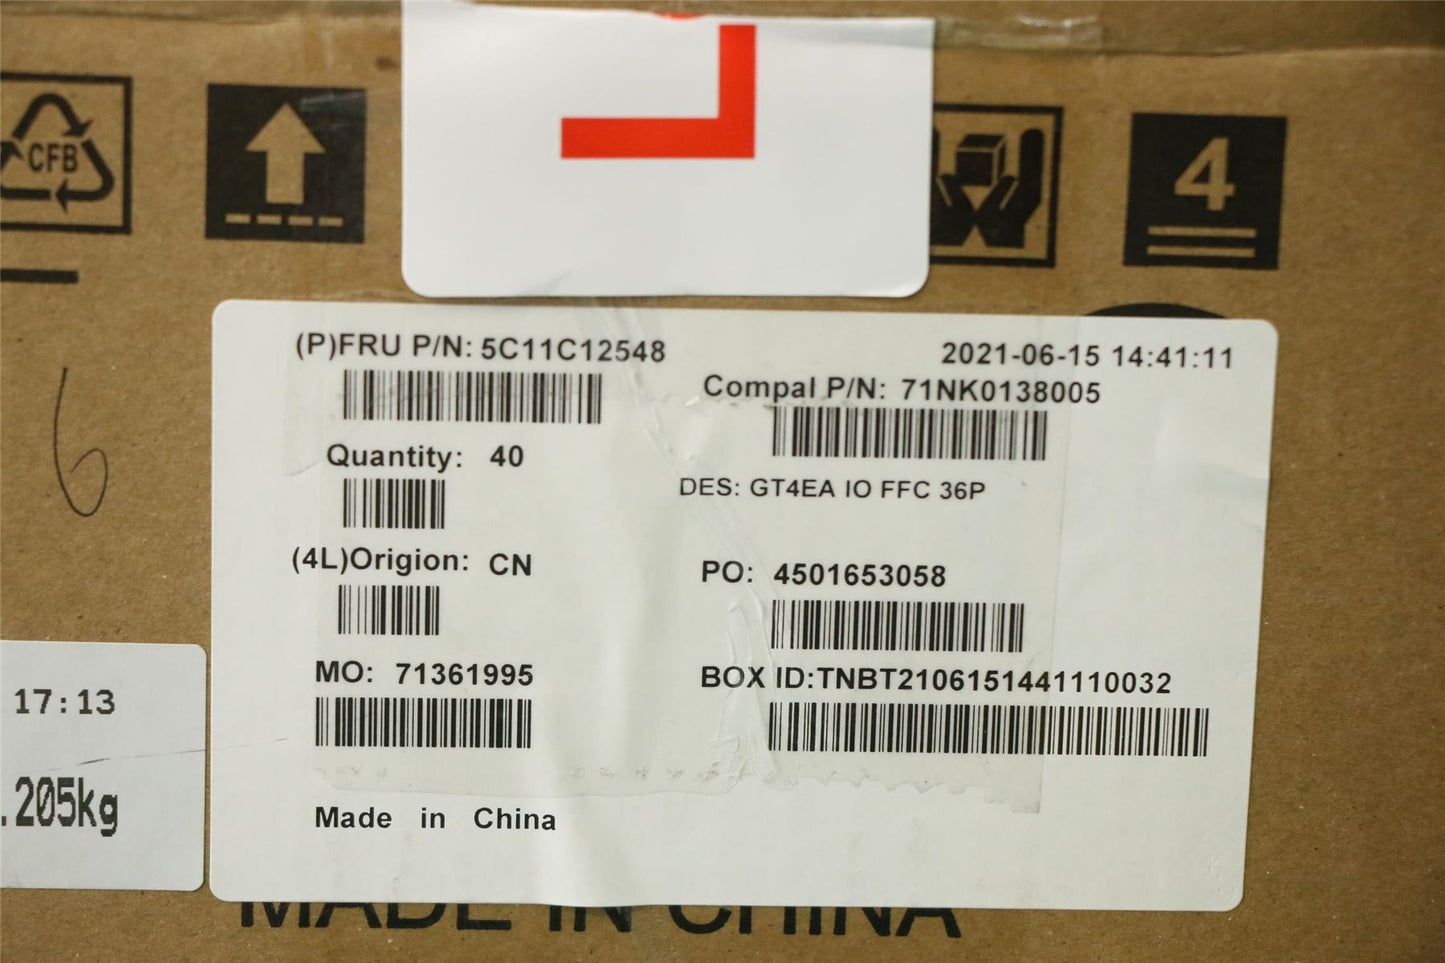 CFB
4
6
(P)FRU P/N: 5C11C12548
2021-06-15 14:41:11
Compal P/N: 71NK0138005
Quantity: 40
DES: GT4EA IO FFC 36P
(4L)Origion: CN
PO: 4501653058
MO: 71361995
BOX ID:TNBT2106151441110032
17:13
.205kg
Made in China
MADE IN CHINA